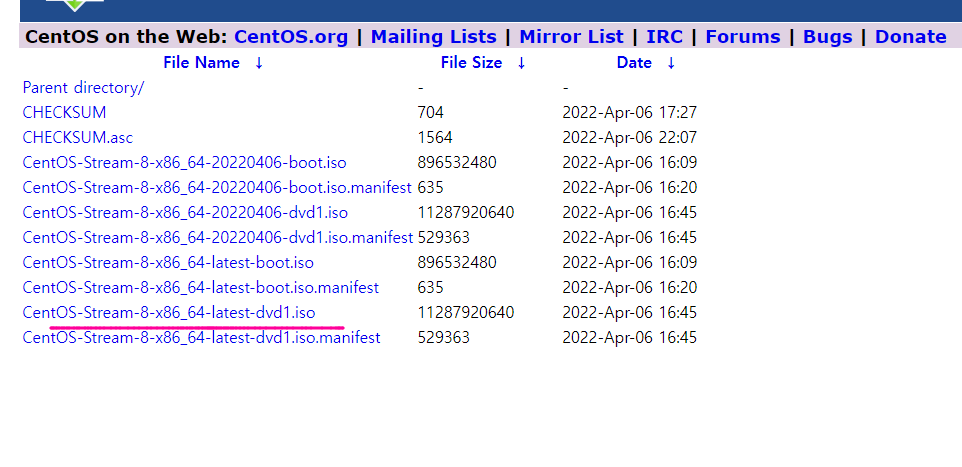 CentOS on the Web: CentOS.org | Mailing Lists | Mirror List | IRC | Forums | Bugs | Donate
File Name ↓ File Size ↓ Date ↓
Parent directory/ - -
CHECKSUM 704 2022-Apr-06 17:27
CHECKSUM.asc 1564 2022-Apr-06 22:07
CentOS-Stream-8-x86_64-20220406-boot.iso 896532480 2022-Apr-06 16:09
CentOS-Stream-8-x86_64-20220406-boot.iso.manifest 635 2022-Apr-06 16:20
CentOS-Stream-8-x86_64-20220406-dvd1.iso 11287920640 2022-Apr-06 16:45
CentOS-Stream-8-x86_64-20220406-dvd1.iso.manifest 529363 2022-Apr-06 16:45
CentOS-Stream-8-x86_64-latest-boot.iso 896532480 2022-Apr-06 16:09
CentOS-Stream-8-x86_64-latest-boot.iso.manifest 635 2022-Apr-06 16:20
CentOS-Stream-8-x86_64-latest-dvd1.iso 11287920640 2022-Apr-06 16:45
CentOS-Stream-8-x86_64-latest-dvd1.iso.manifest 529363 2022-Apr-06 16:45